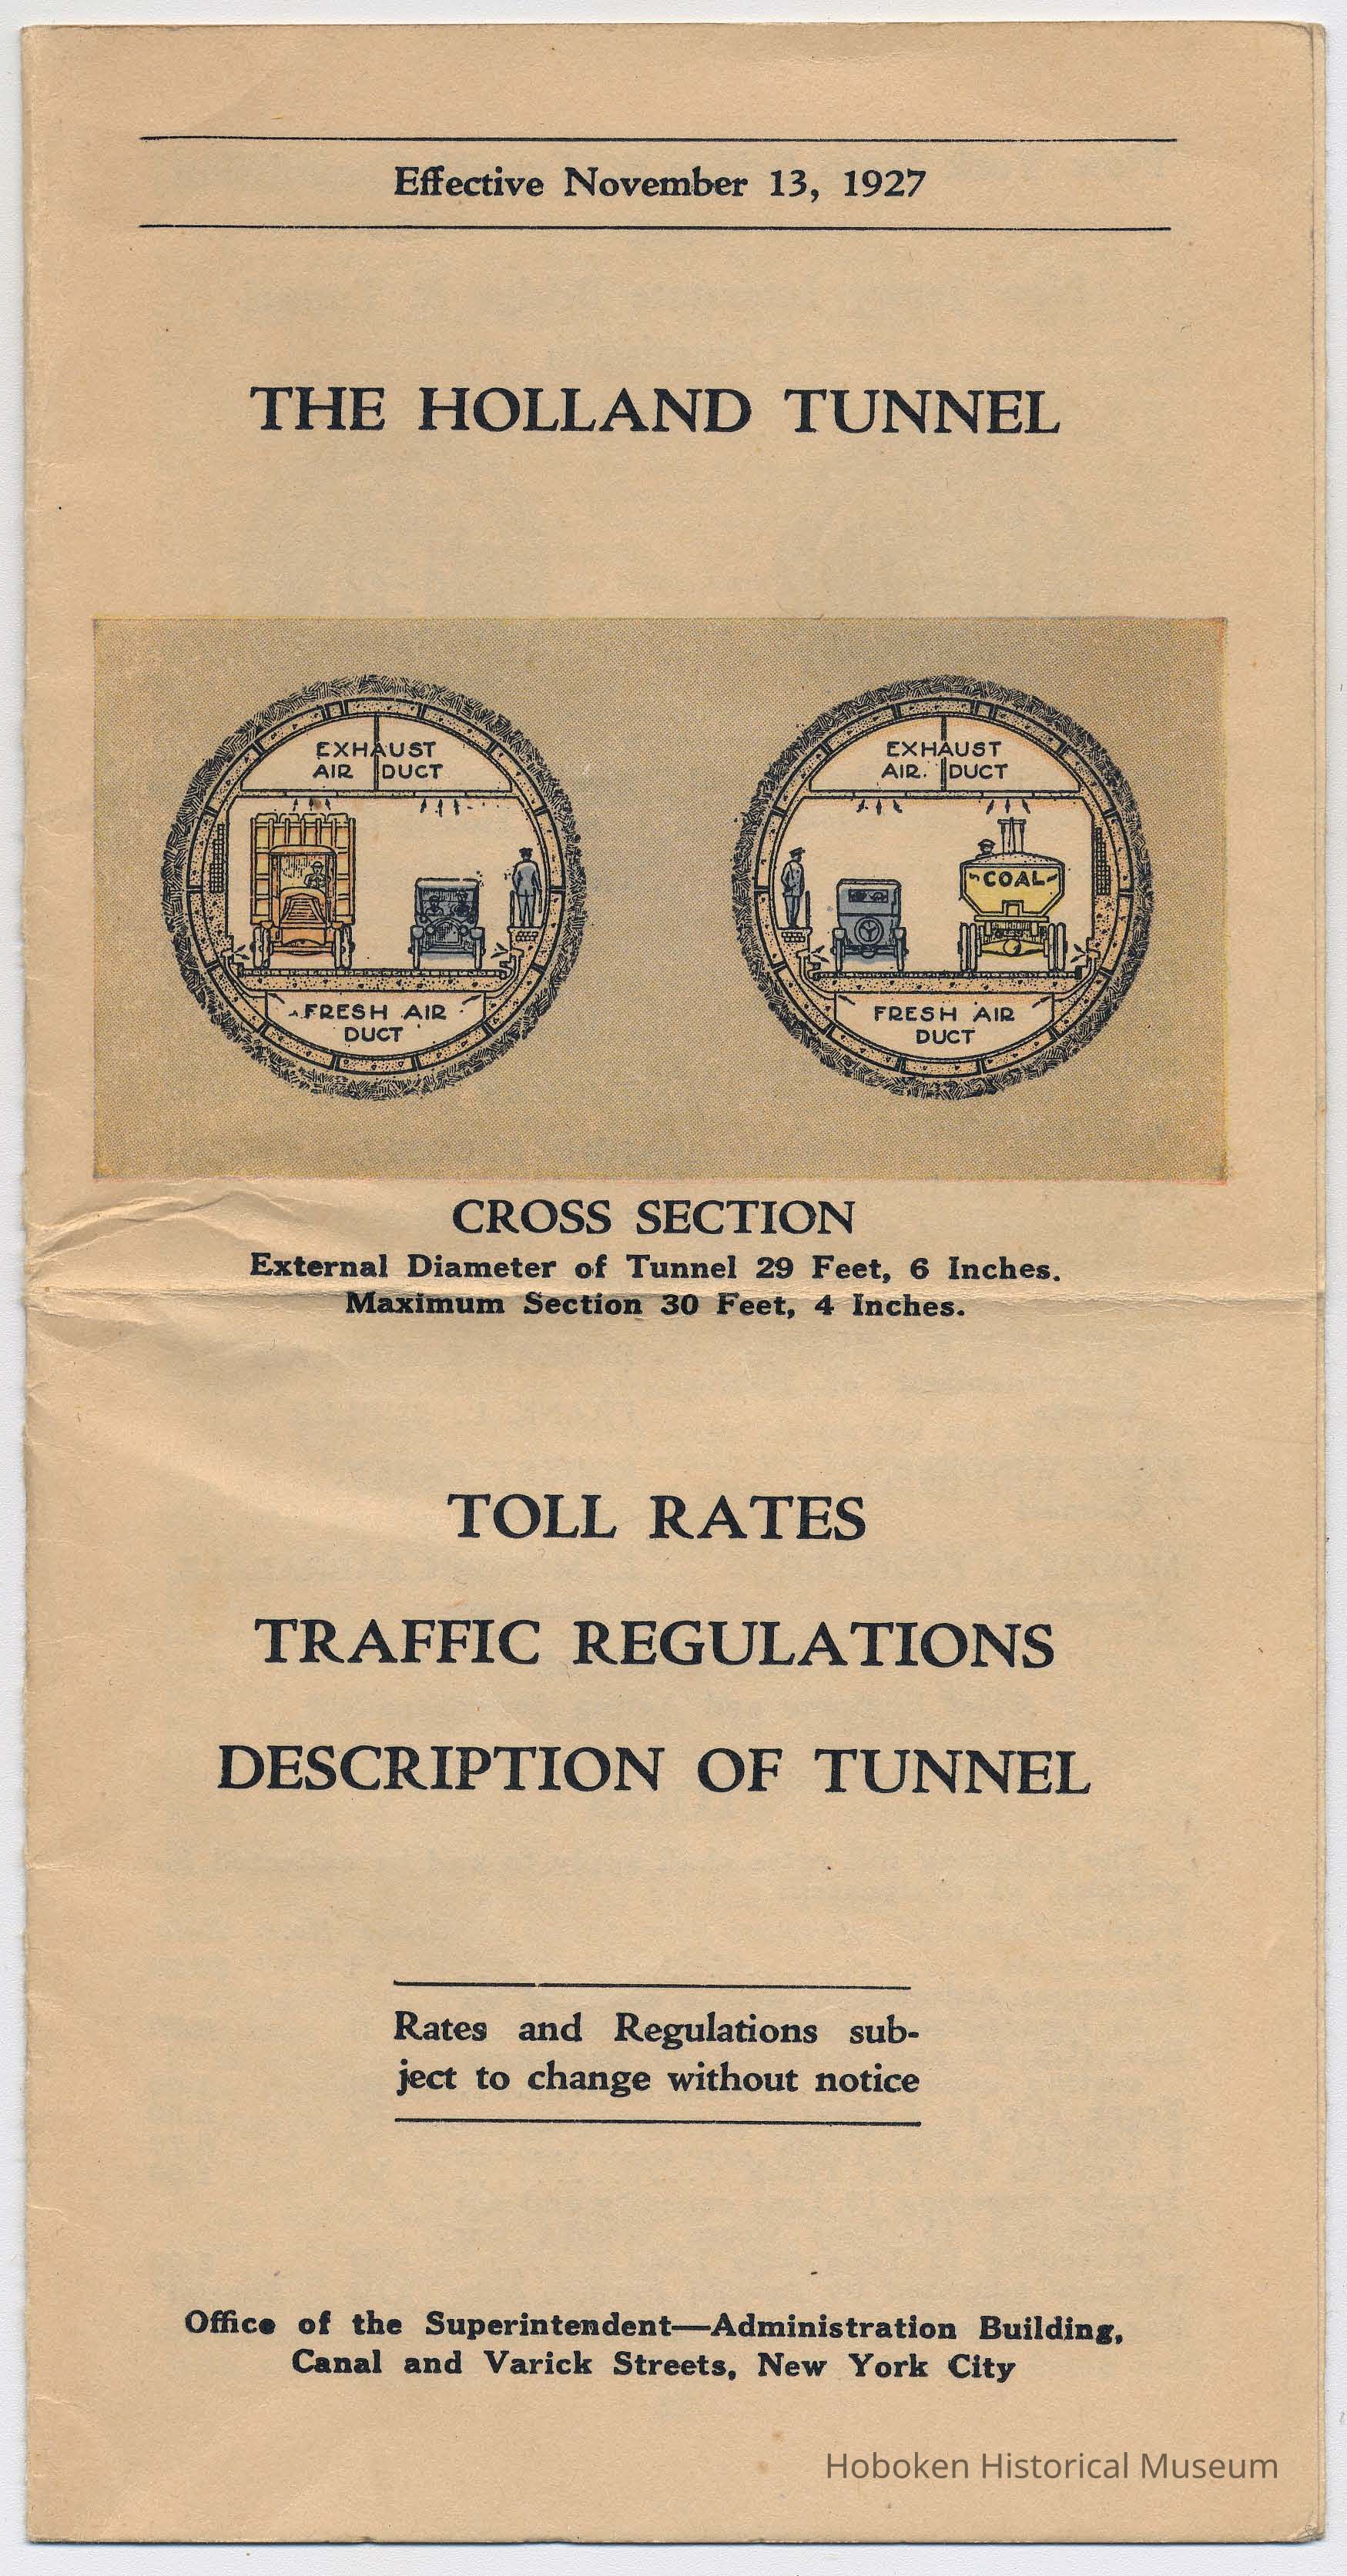 Effective November 13, 1927
THE HOLLAND TUNNEL
EXHAUST
AIR DUCT
EXHAUST
AIR. DUCT
COAL
FRESH AIR
DUCT
FRESH AIR
DUCT
CROSS SECTION
External Diameter of Tunnel 29 Feet, 6 Inches.
Maximum Section 30 Feet, 4 Inches.
TOLL RATES
TRAFFIC REGULATIONS
DESCRIPTION OF TUNNEL
Rates and Regulations sub-
ject to change without notice
Office of the Superintendent—Administration Building,
Canal and Varick Streets, New York City
Hoboken Historical Museum